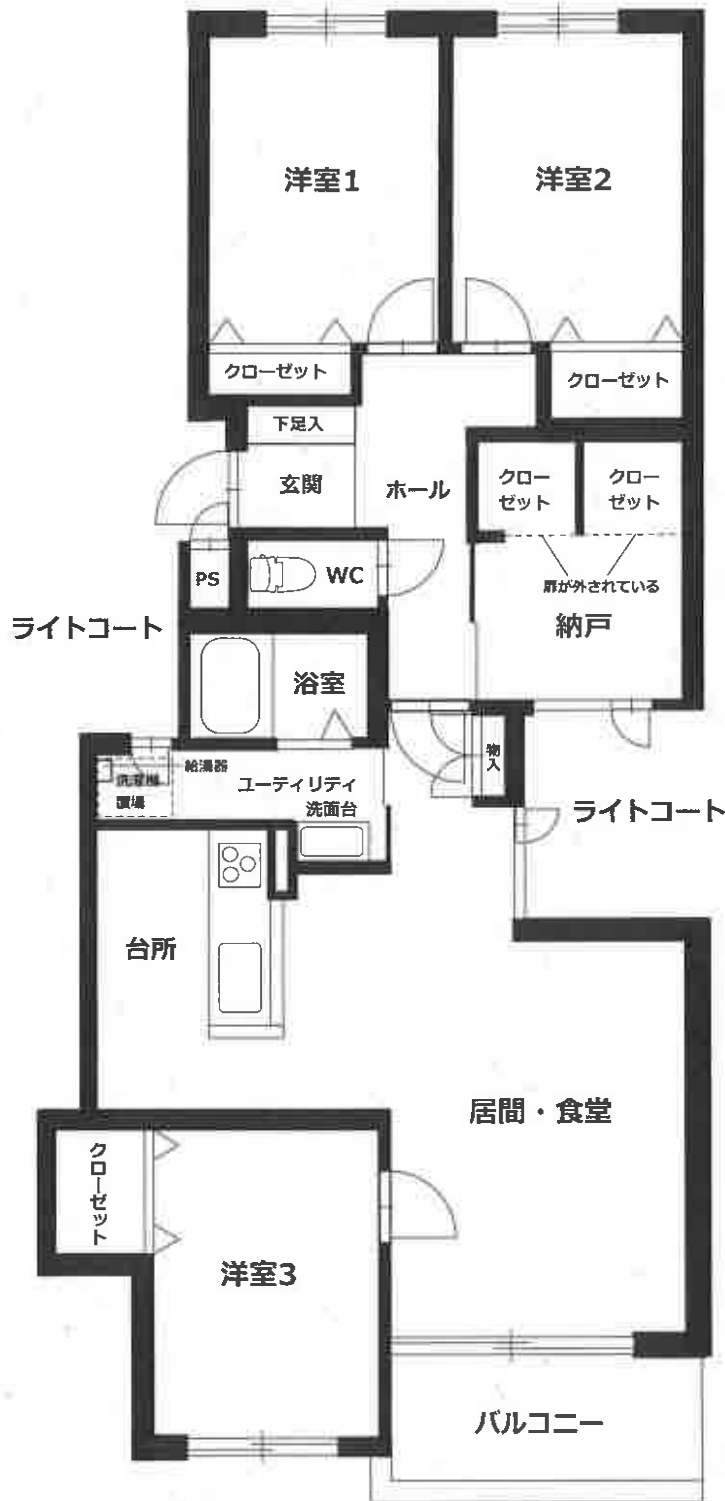 洋室1
洋室2
クローゼット
クローゼット
下足入
玄関
ホール
クロー
ゼット
クロー
ゼット
PS
WC
扉が外されている
納戸
ライトコート
浴室
物
入
給湯器
洗濯機
置場
ユーティリティ
洗面台
ライトコート
台所
居間・食堂
クローゼット
洋室3
バルコニー